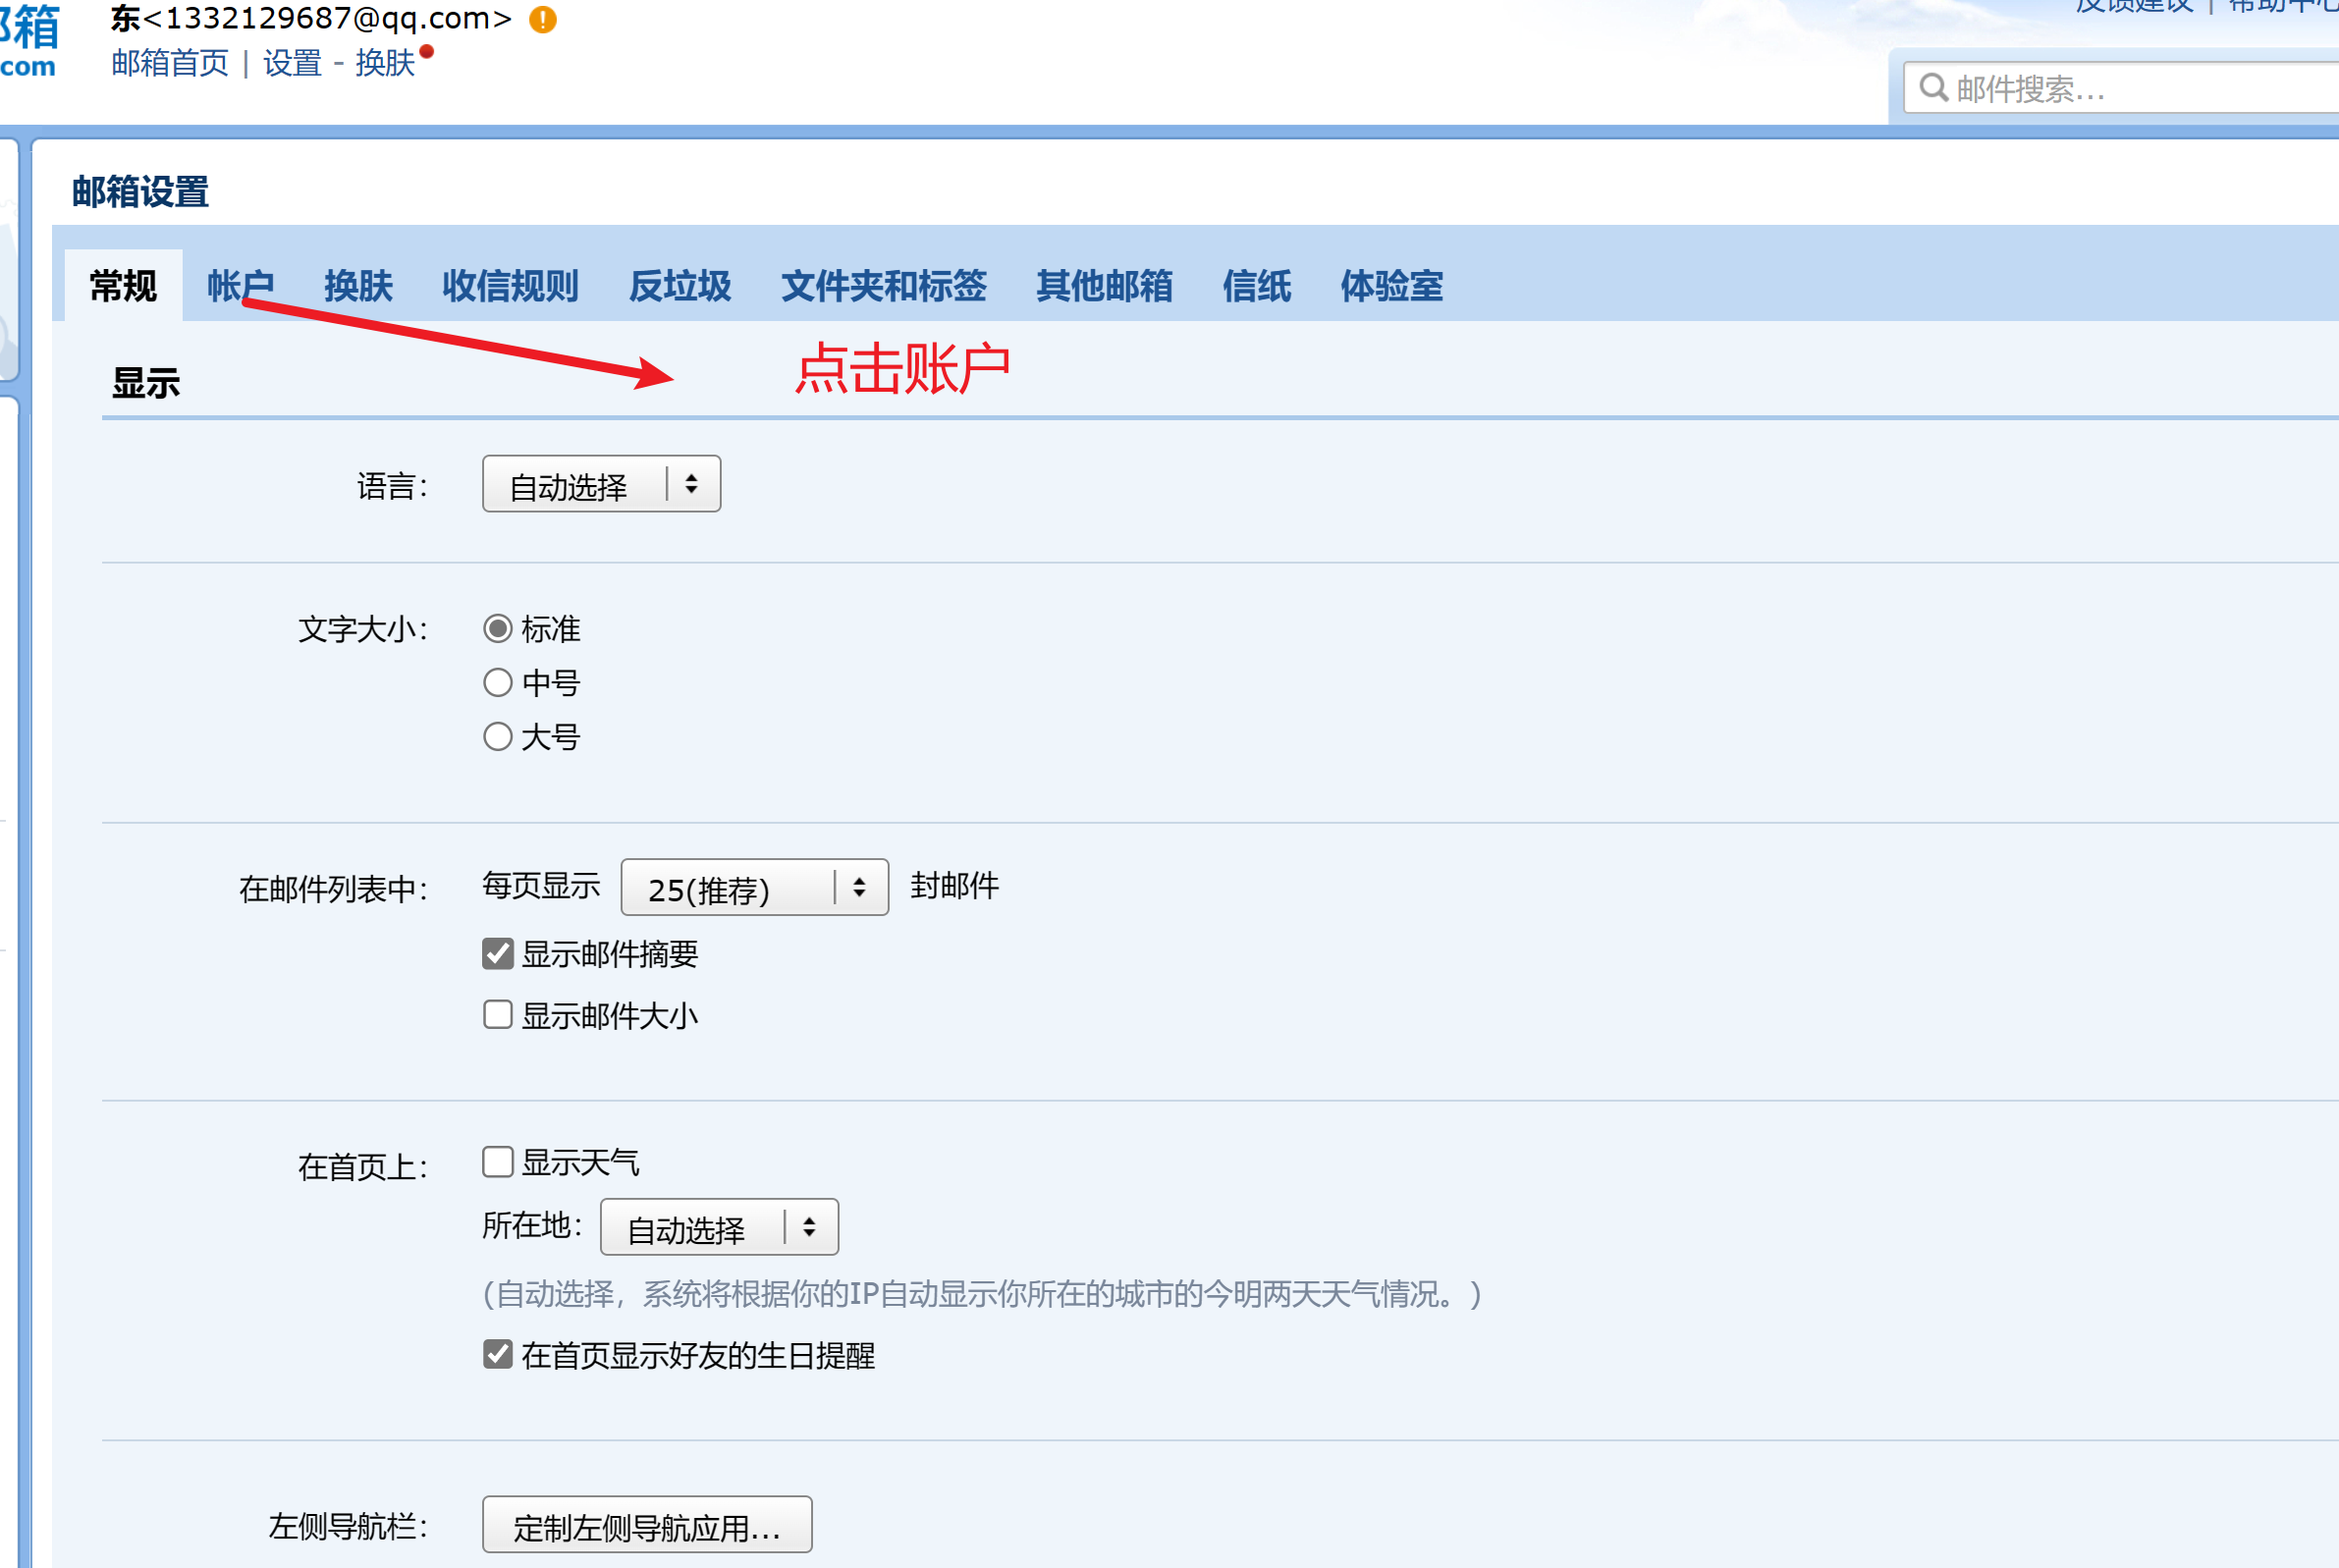 邮箱
东<1332129687@qq.com>
.com
邮箱首页 | 设置 - 换肤
反馈建议 | 帮助中心
邮件搜索...
邮箱设置
常规 帐户 换肤 收信规则 反垃圾 文件夹和标签 其他邮箱 信纸 体验室
点击账户
显示
语言： 自动选择
文字大小： 标准
中号
大号
在邮件列表中： 每页显示 25(推荐) 封邮件
显示邮件摘要
显示邮件大小
在首页上： 显示天气
所在地： 自动选择
(自动选择，系统将根据你的IP自动显示你所在的城市的今明两天天气情况。)
在首页显示好友的生日提醒
左侧导航栏： 定制左侧导航应用...